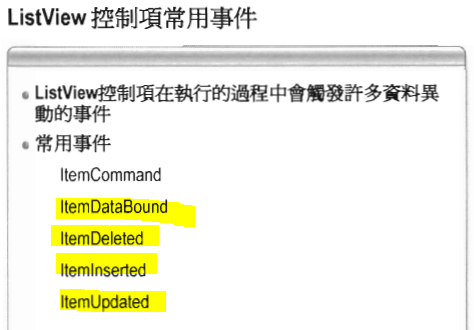 ListView 控制項常用事件
ListView控制項在執行的過程中會觸發許多資料異
動的事件
常用事件
ItemCommand
ItemDataBound
ItemDeleted
ItemInserted
ItemUpdated